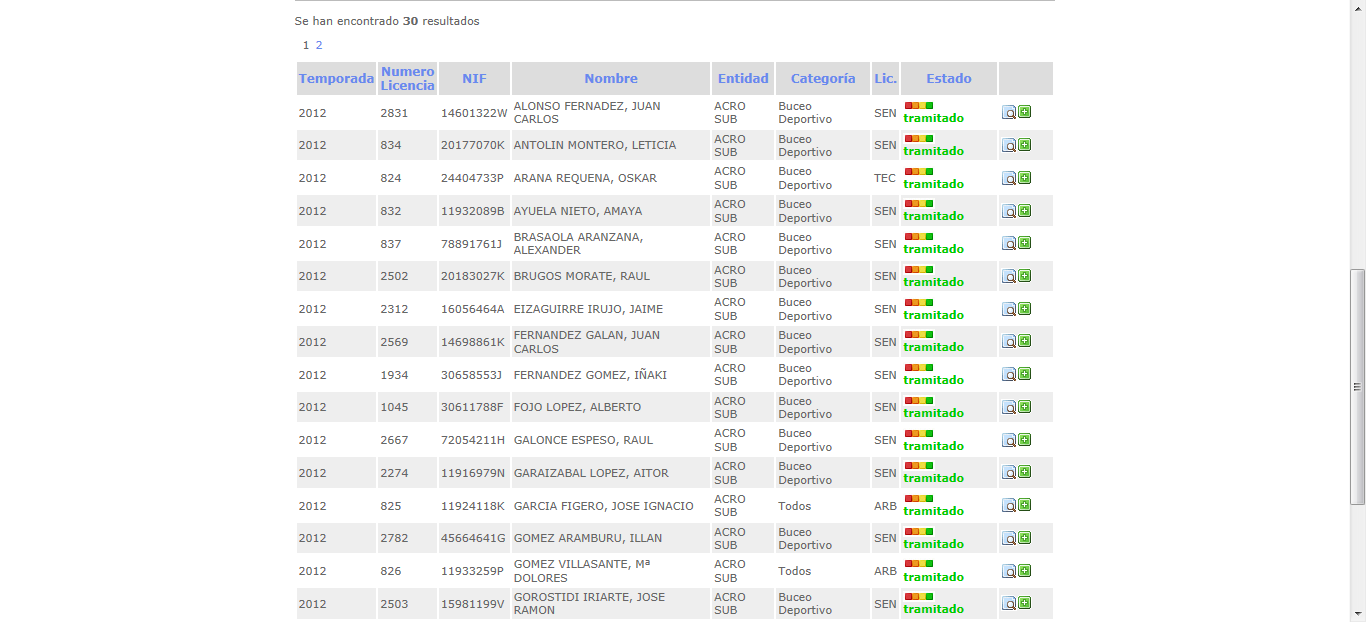 Se han encontrado 30 resultados
1 2
Temporada Numero Licencia NIF Nombre Entidad Categoría Lic. Estado
2012 2831 14601322W ALONSO FERNADEZ, JUAN CARLOS ACRO SUB Buceo Deportivo SEN tramitado
2012 834 20177070K ANTOLIN MONTERO, LETICIA ACRO SUB Buceo Deportivo SEN tramitado
2012 824 24404733P ARANA REQUENA, OSKAR ACRO SUB Buceo Deportivo TEC tramitado
2012 832 11932089B AYUELA NIETO, AMAYA ACRO SUB Buceo Deportivo SEN tramitado
2012 837 78891761J BRASAOLA ARANZANA, ALEXANDER ACRO SUB Buceo Deportivo SEN tramitado
2012 2502 20183027K BRUGOS MORATE, RAUL ACRO SUB Buceo Deportivo SEN tramitado
2012 2312 16056464A EIZAGUIRRE IRUJO, JAIME ACRO SUB Buceo Deportivo SEN tramitado
2012 2569 14698861K FERNANDEZ GALAN, JUAN CARLOS ACRO SUB Buceo Deportivo SEN tramitado
2012 1934 30658553J FERNANDEZ GOMEZ, IÑAKI ACRO SUB Buceo Deportivo SEN tramitado
2012 1045 30611788F FOJO LOPEZ, ALBERTO ACRO SUB Buceo Deportivo SEN tramitado
2012 2667 72054211H GALONCE ESPESO, RAUL ACRO SUB Buceo Deportivo SEN tramitado
2012 2274 11916979N GARAIZABAL LOPEZ, AITOR ACRO SUB Buceo Deportivo SEN tramitado
2012 825 11924118K GARCIA FIGERO, JOSE IGNACIO ACRO SUB Todos ARB tramitado
2012 2782 45664641G GOMEZ ARAMBURU, ILLAN ACRO SUB Buceo Deportivo SEN tramitado
2012 826 11933259P GOMEZ VILLASANTE, Mª DOLORES ACRO SUB Todos ARB tramitado
2012 2503 15981199V GOROSTIDI IRIARTE, JOSE RAMON ACRO SUB Buceo Deportivo SEN tramitado